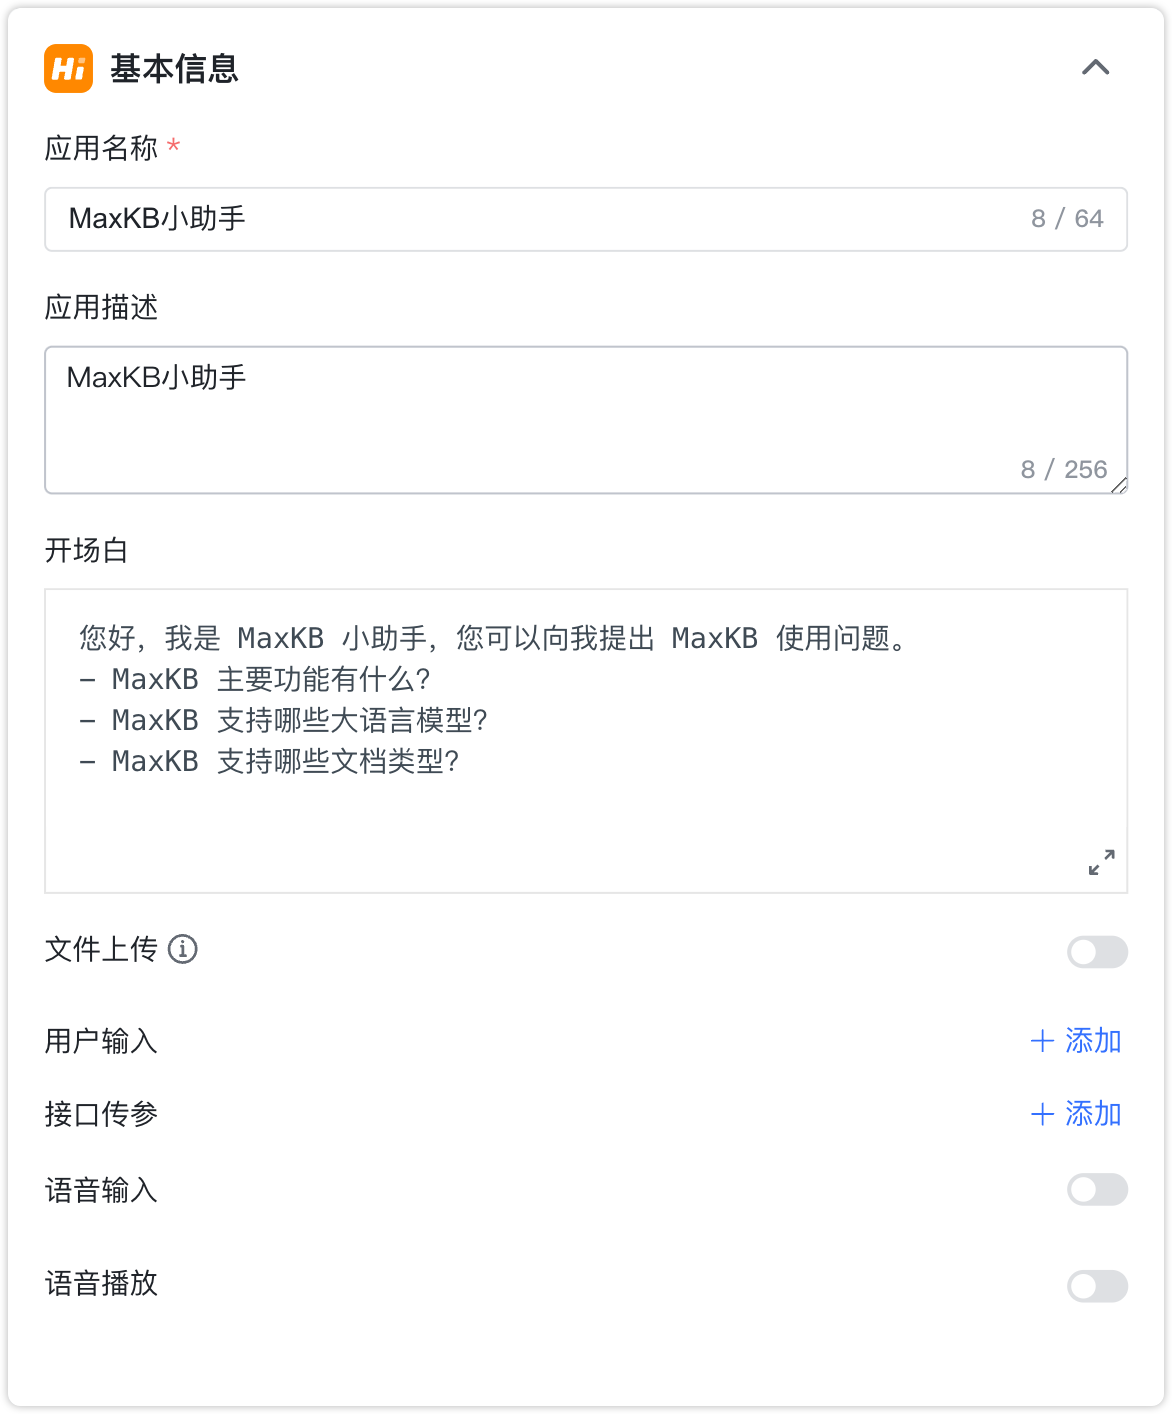 Hi 基本信息
应用名称 *
MaxKB小助手 8 / 64
应用描述
MaxKB小助手
8 / 256
开场白
您好，我是 MaxKB 小助手，您可以向我提出 MaxKB 使用问题。
– MaxKB 主要功能有什么？
– MaxKB 支持哪些大语言模型？
– MaxKB 支持哪些文档类型？
文件上传
用户输入 + 添加
接口传参 + 添加
语音输入
语音播放